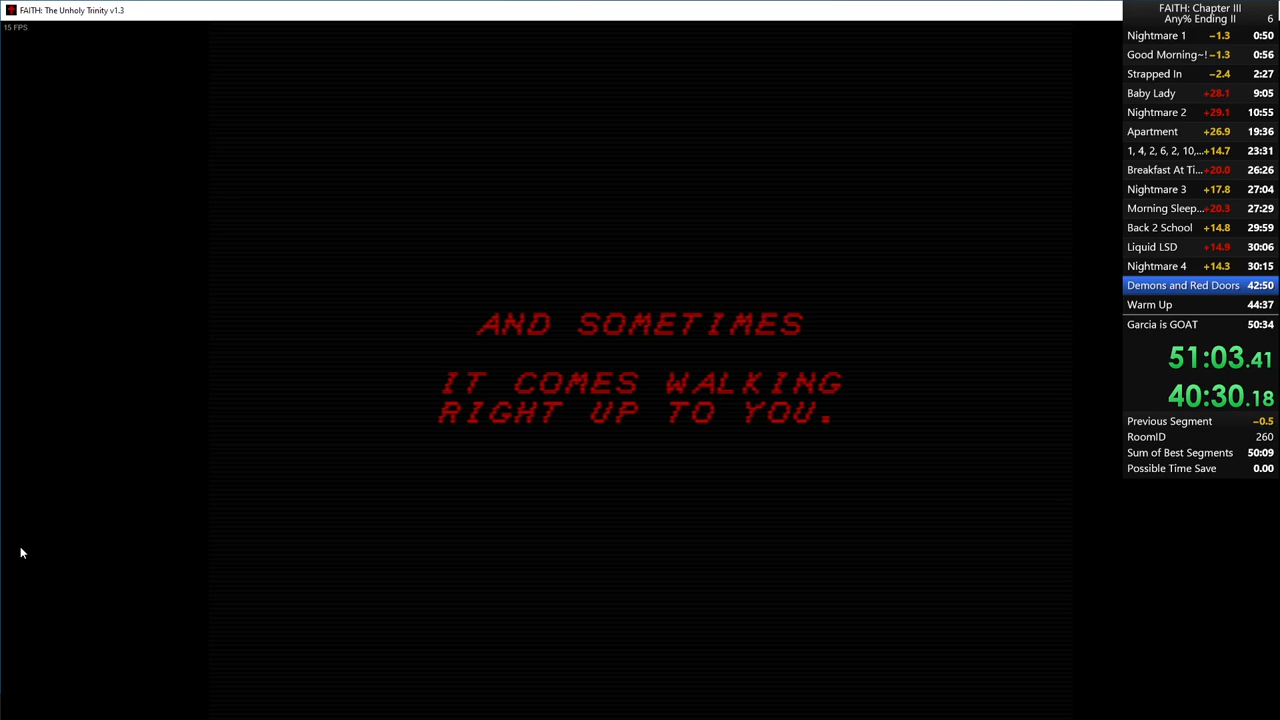 FAITH: The Unholy Trinity v1.3
15 FPS
AND SOMETIMES
IT COMES WALKING
RIGHT UP TO YOU.
FAITH: Chapter III
Any% Ending II 6
Nightmare 1 −1.3 0:50
Good Morning~! −1.3 0:56
Strapped In −2.4 2:27
Baby Lady +28.1 9:05
Nightmare 2 +29.1 10:55
Apartment +26.9 19:36
1, 4, 2, 6, 2, 10,... +14.7 23:31
Breakfast At Ti... +20.0 26:26
Nightmare 3 +17.8 27:04
Morning Sleep... +20.3 27:29
Back 2 School +14.8 29:59
Liquid LSD +14.9 30:06
Nightmare 4 +14.3 30:15
Demons and Red Doors 42:50
Warm Up 44:37
Garcia is GOAT 50:34
51:03.41
40:30.18
Previous Segment −0.5
RoomID 260
Sum of Best Segments 50:09
Possible Time Save 0.00